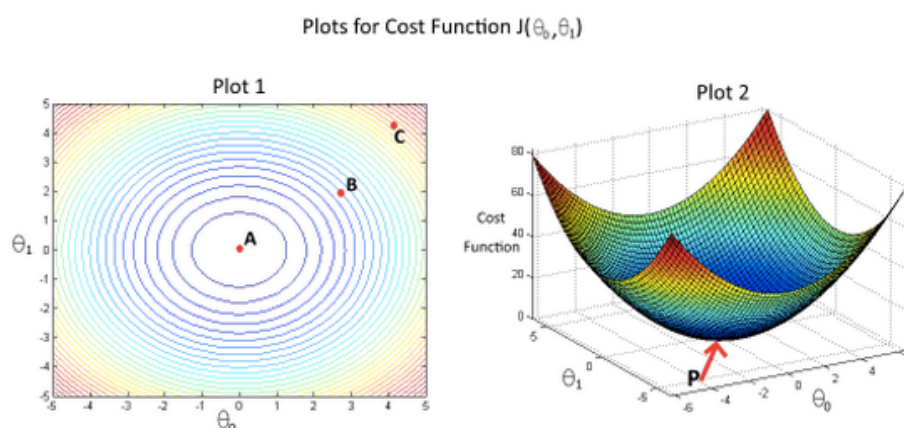 Plots for Cost Function J(θ₀,θ₁)
Plot 1
5
4
3
2
1
0
-1
-2
-3
-4
-5
θ₁
C
B
A
-5 -4 -3 -2 -1 0 1 2 3 4 5
θ₀
Plot 2
80
60
40
20
0
Cost
Function
5
0
-5
θ₁
P
-6 -4 -2 0 2 4
θ₀